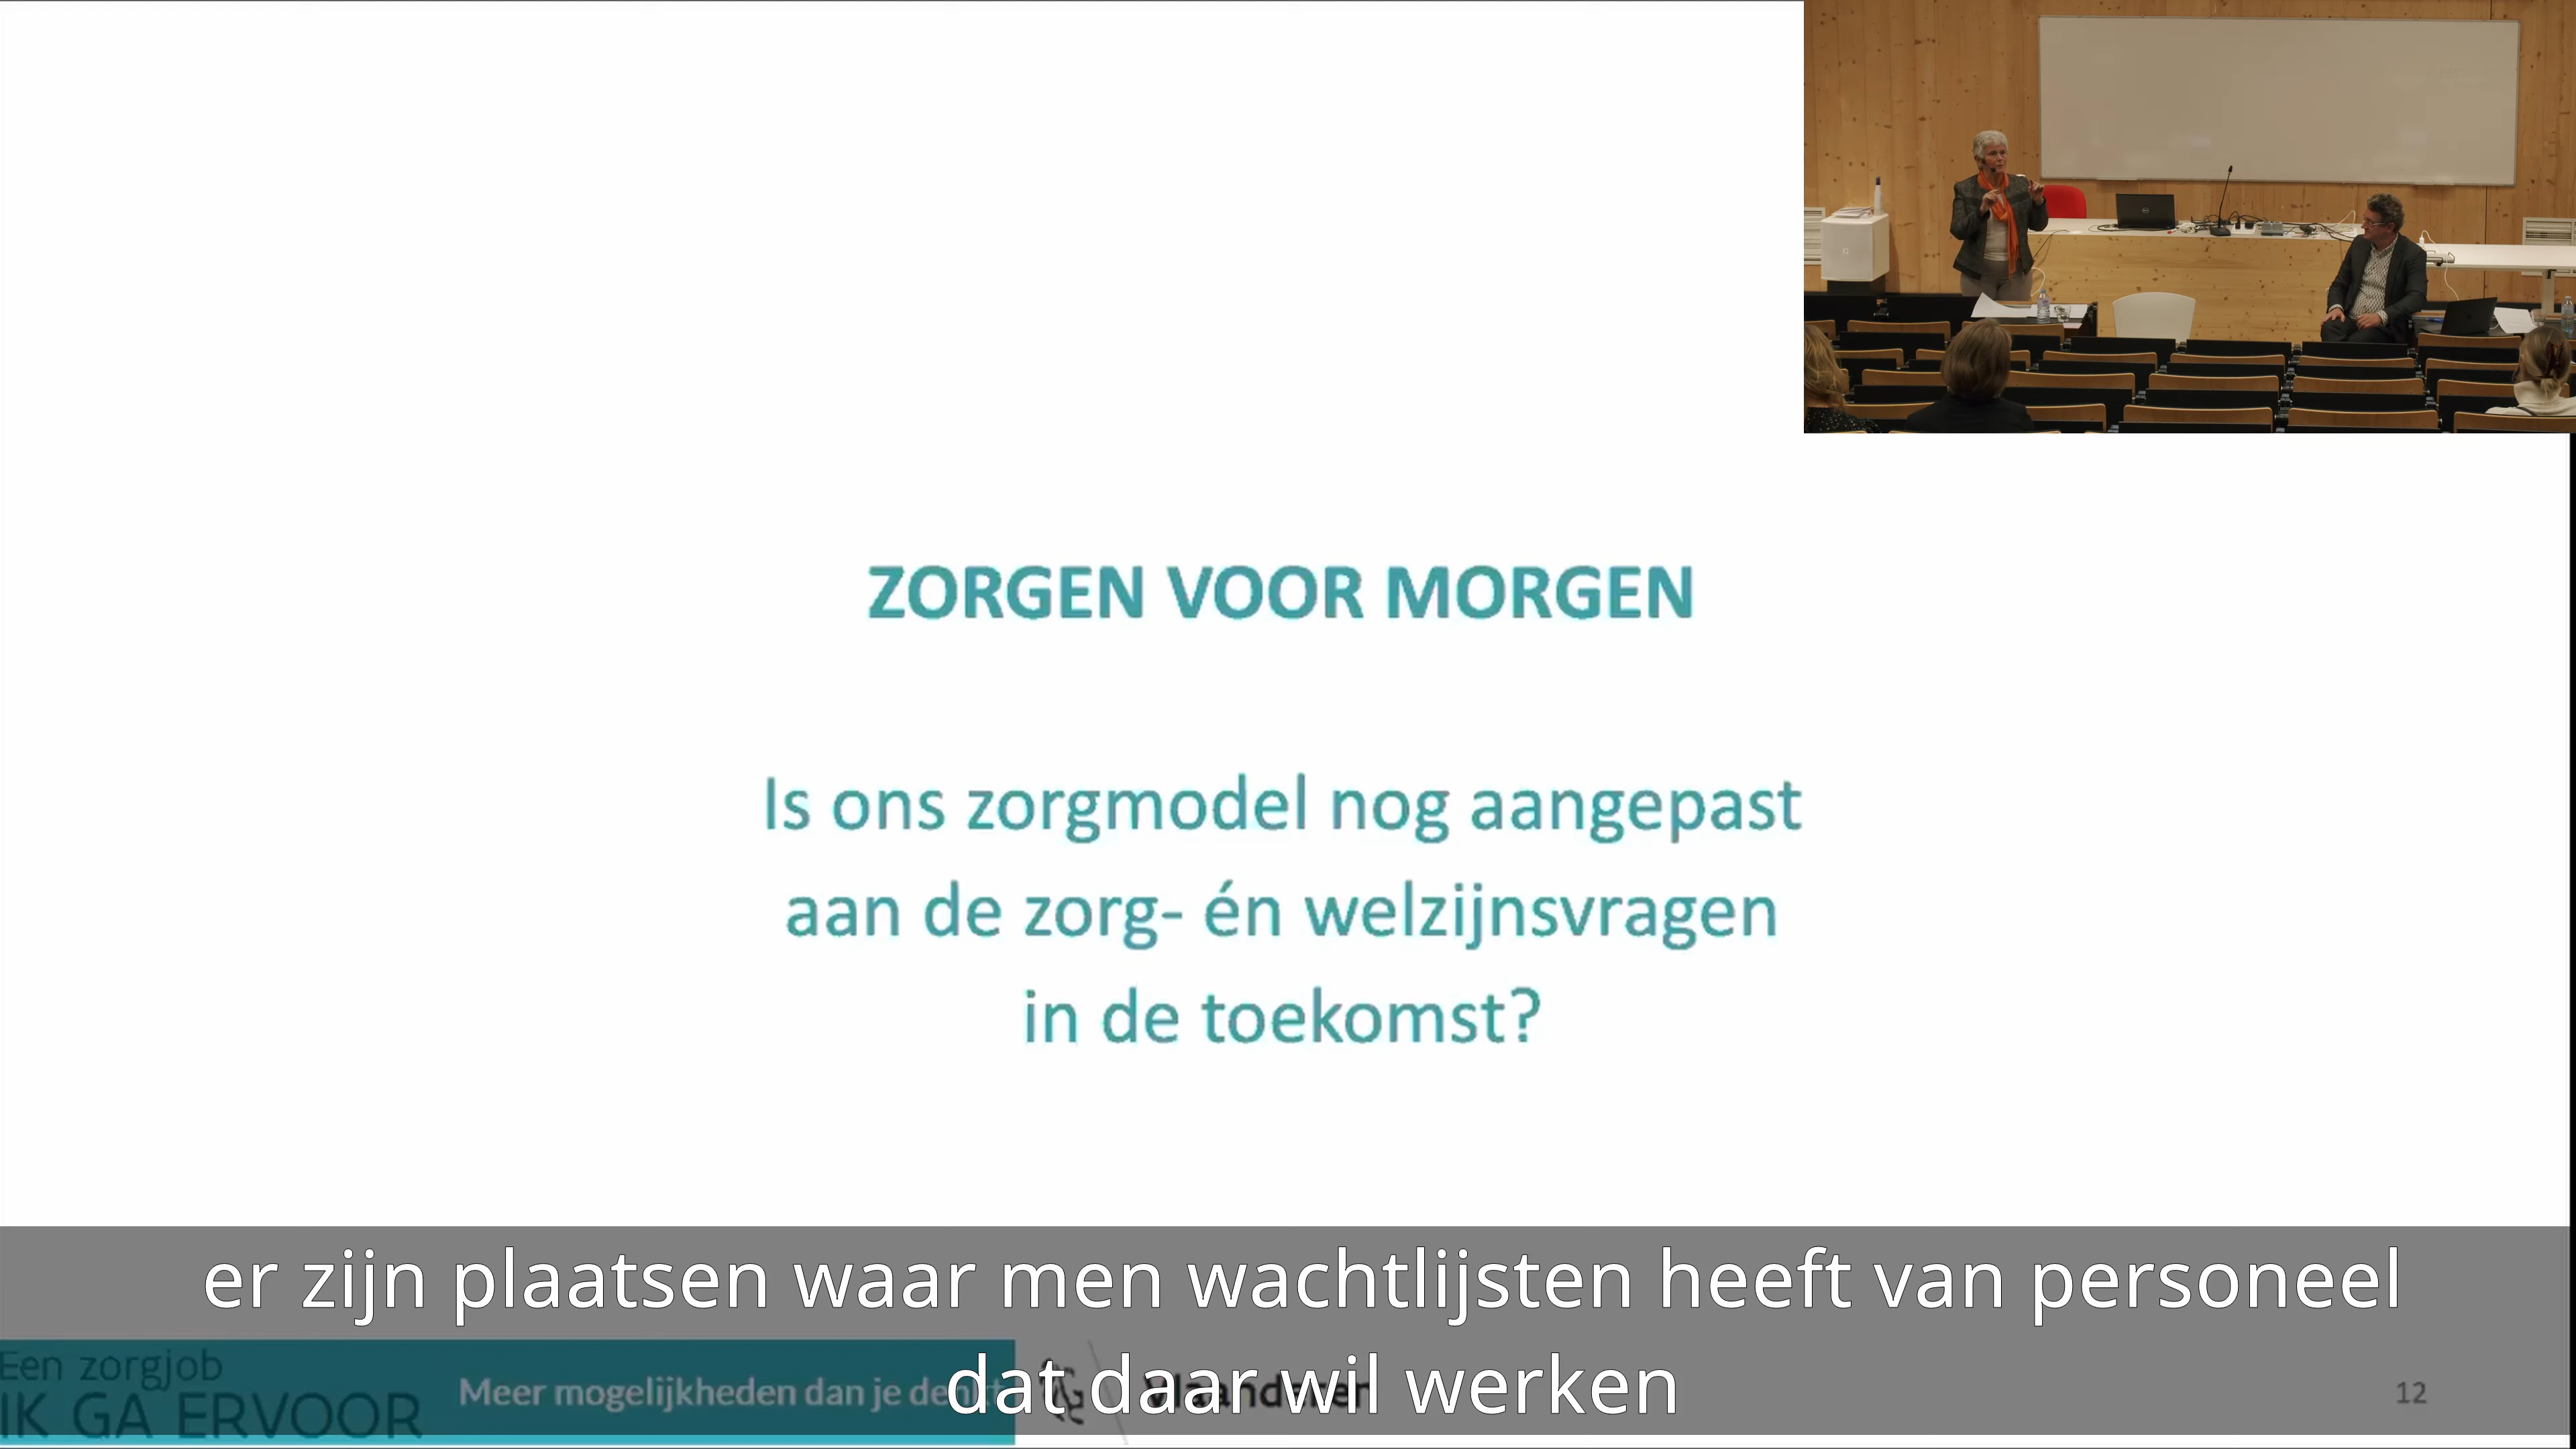 ZORGEN VOOR MORGEN
Is ons zorgmodel nog aangepast
aan de zorg- én welzijnsvragen
in de toekomst?
er zijn plaatsen waar men wachtlijsten heeft van personeel
dat daar wil werken
Een zorgjob
IK GA ERVOOR
Meer mogelijkheden dan je denkt
Vlaanderen
12